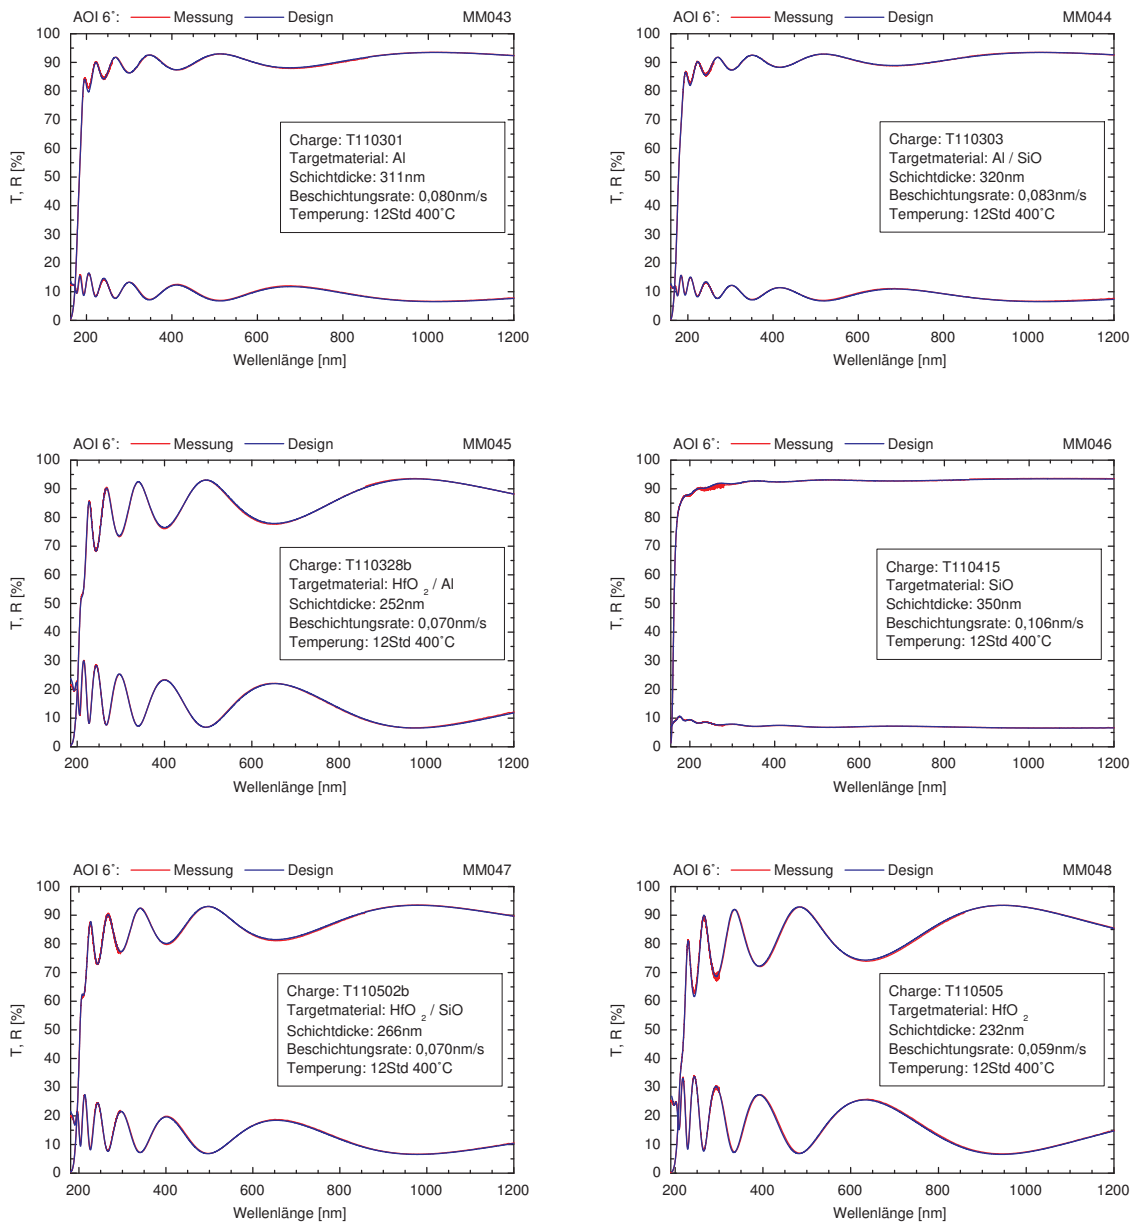 AOI 6°: Messung Design MM043
100
90
80
70
60
50
40
30
20
10
0
T, R [%]
Charge: T110301
Targetmaterial: Al
Schichtdicke: 311nm
Beschichtungsrate: 0,080nm/s
Temperung: 12Std 400°C
200 400 600 800 1000 1200
Wellenlänge [nm]
AOI 6°: Messung Design MM044
100
90
80
70
60
50
40
30
20
10
0
T, R [%]
Charge: T110303
Targetmaterial: Al / SiO
Schichtdicke: 320nm
Beschichtungsrate: 0,083nm/s
Temperung: 12Std 400°C
200 400 600 800 1000 1200
Wellenlänge [nm]
AOI 6°: Messung Design MM045
100
90
80
70
60
50
40
30
20
10
0
T, R [%]
Charge: T110328b
Targetmaterial: HfO2 / Al
Schichtdicke: 252nm
Beschichtungsrate: 0,070nm/s
Temperung: 12Std 400°C
200 400 600 800 1000 1200
Wellenlänge [nm]
AOI 6°: Messung Design MM046
100
90
80
70
60
50
40
30
20
10
0
T, R [%]
Charge: T110415
Targetmaterial: SiO
Schichtdicke: 350nm
Beschichtungsrate: 0,106nm/s
Temperung: 12Std 400°C
200 400 600 800 1000 1200
Wellenlänge [nm]
AOI 6°: Messung Design MM047
100
90
80
70
60
50
40
30
20
10
0
T, R [%]
Charge: T110502b
Targetmaterial: HfO2 / SiO
Schichtdicke: 266nm
Beschichtungsrate: 0,070nm/s
Temperung: 12Std 400°C
200 400 600 800 1000 1200
Wellenlänge [nm]
AOI 6°: Messung Design MM048
100
90
80
70
60
50
40
30
20
10
0
T, R [%]
Charge: T110505
Targetmaterial: HfO2
Schichtdicke: 232nm
Beschichtungsrate: 0,059nm/s
Temperung: 12Std 400°C
200 400 600 800 1000 1200
Wellenlänge [nm]